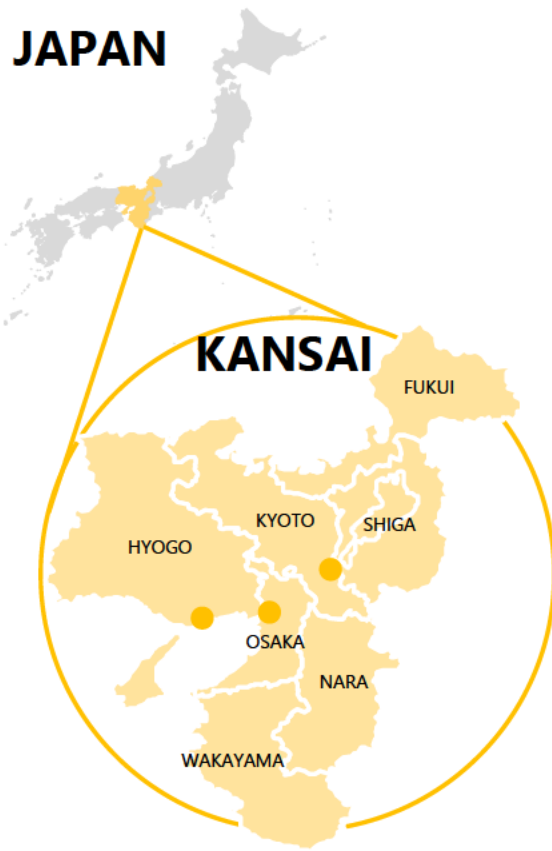 JAPAN
KANSAI
FUKUI
KYOTO
SHIGA
HYOGO
OSAKA
NARA
WAKAYAMA